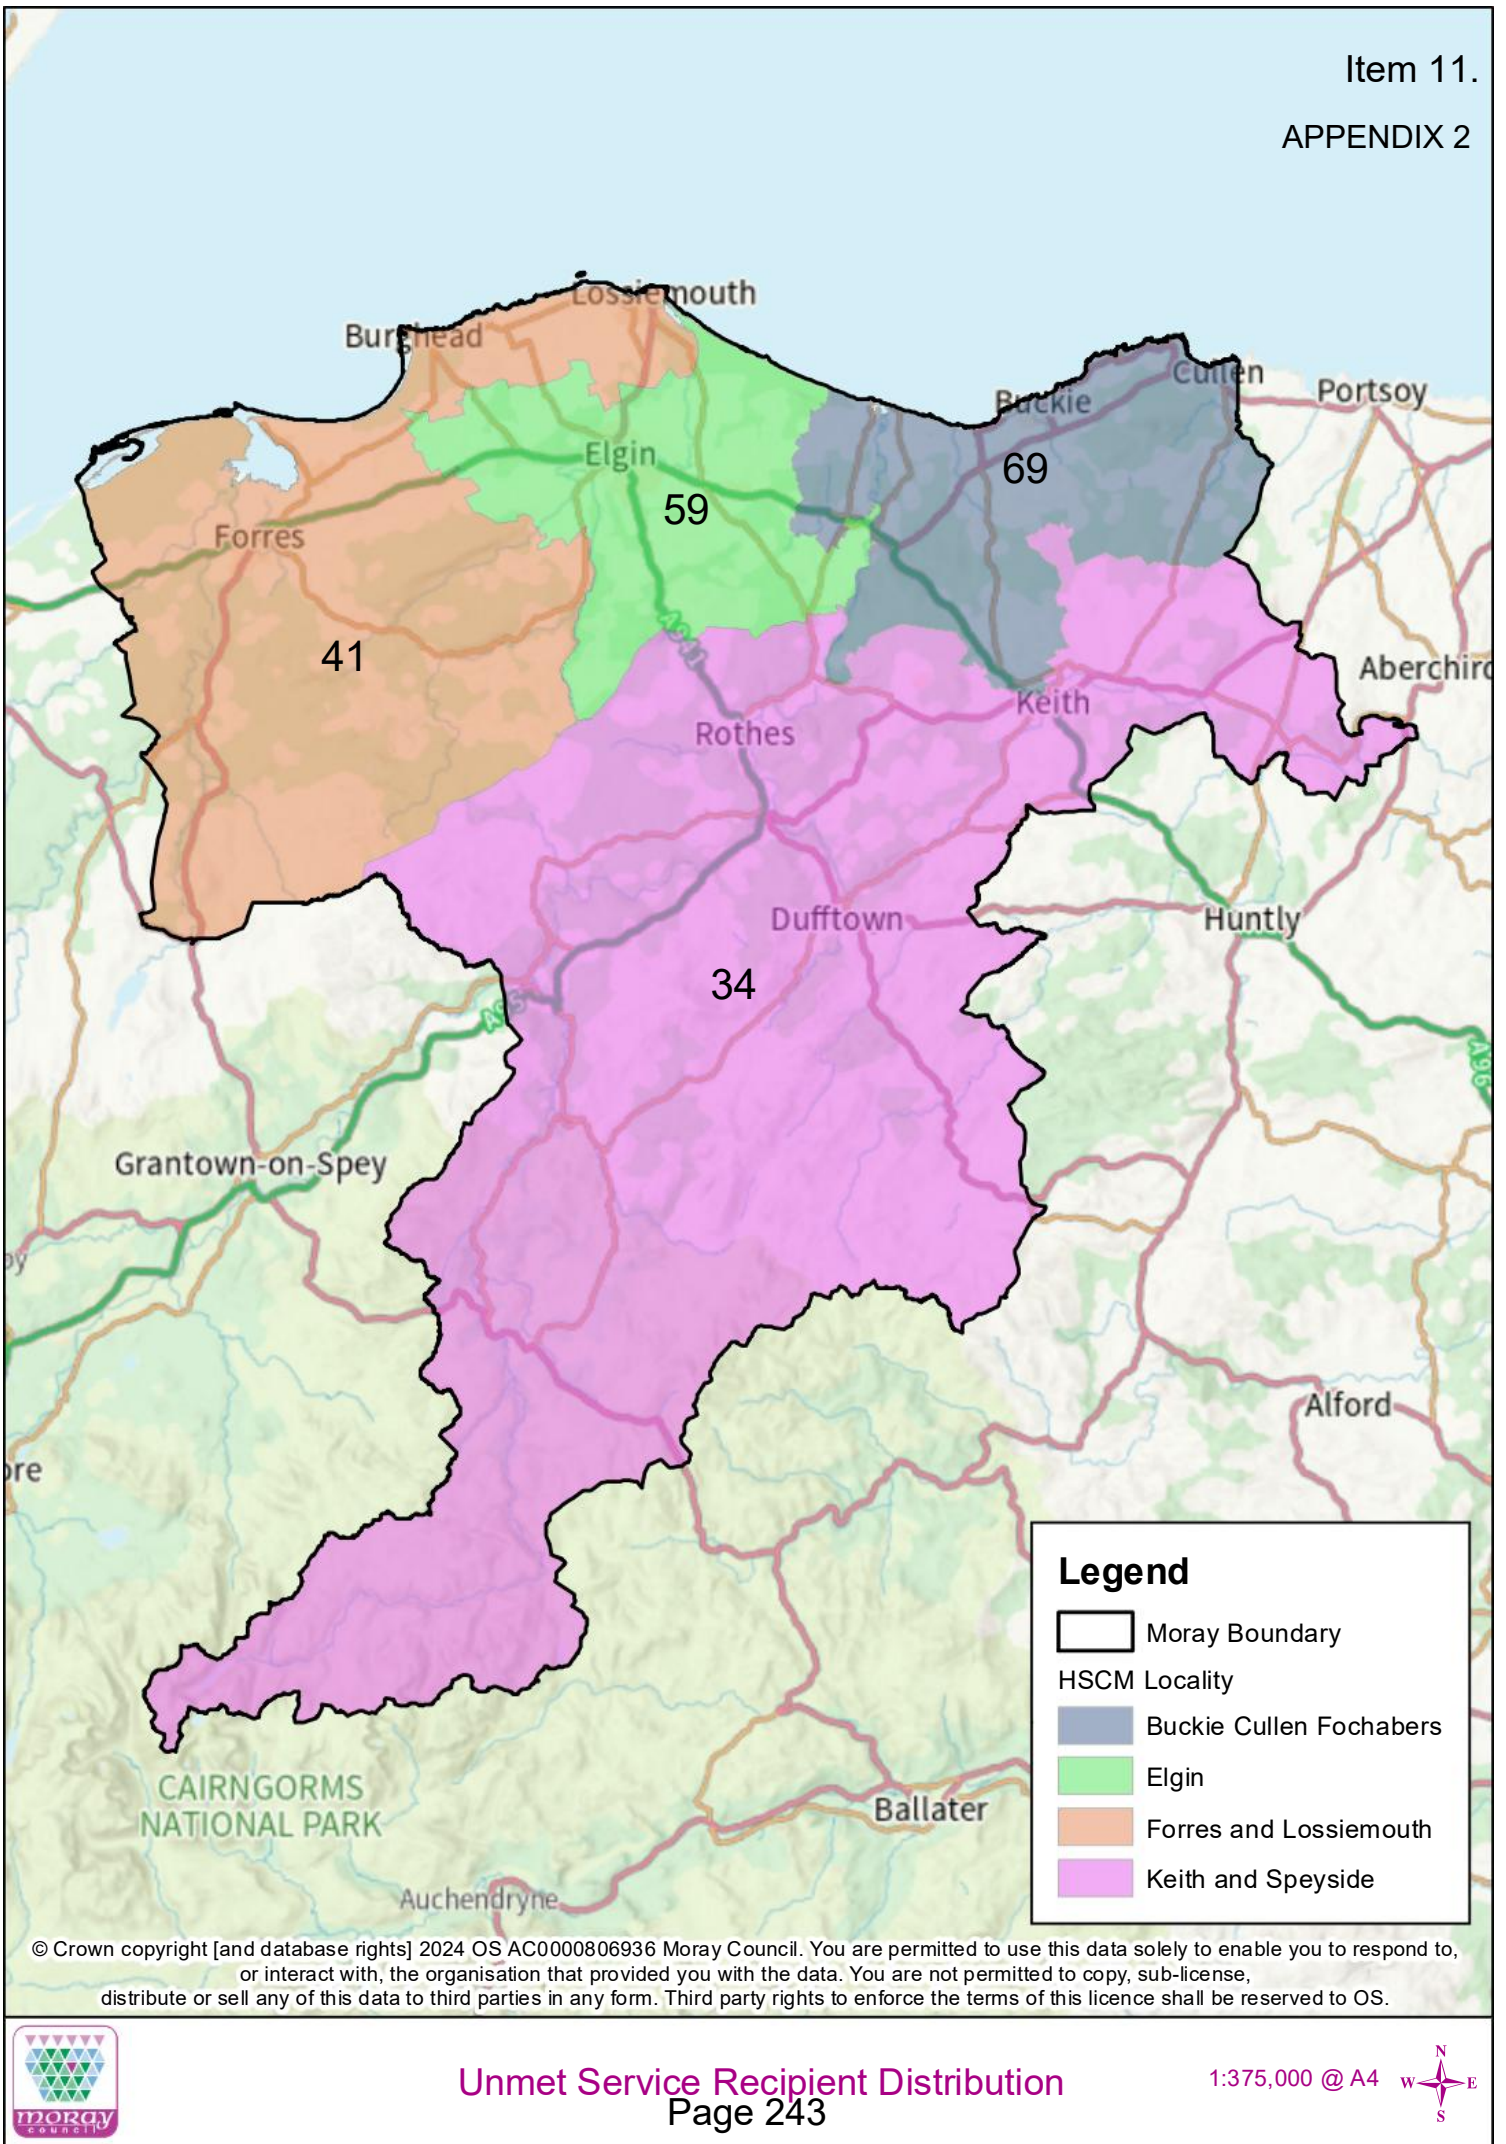 Item 11.
APPENDIX 2
Lossiemouth
Burghead
Cullen
Portsoy
Buckie
Elgin
69
59
Forres
41
A941
Keith
Rothes
Dufftown
Huntly
34
A95
A96
Grantown-on-Spey
Alford
ore
CAIRNGORMS
NATIONAL PARK
Ballater
Auchendryne
Aberchird
Legend
Moray Boundary
HSCM Locality
Buckie Cullen Fochabers
Elgin
Forres and Lossiemouth
Keith and Speyside
© Crown copyright [and database rights] 2024 OS AC0000806936 Moray Council. You are permitted to use this data solely to enable you to respond to,
or interact with, the organisation that provided you with the data. You are not permitted to copy, sub-license,
distribute or sell any of this data to third parties in any form. Third party rights to enforce the terms of this licence shall be reserved to OS.
moray
council
Unmet Service Recipient Distribution
Page 243
1:375,000 @ A4
N
W
E
S